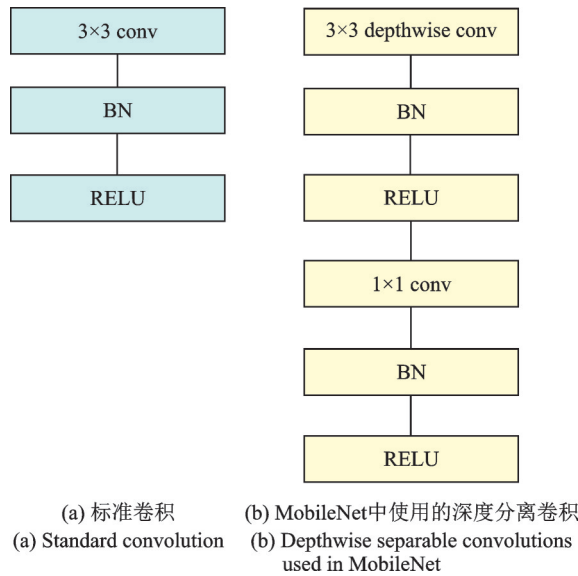 3×3 conv
BN
RELU
3×3 depthwise conv
BN
RELU
1×1 conv
BN
RELU
(a) 标准卷积
(a) Standard convolution
(b) MobileNet中使用的深度分离卷积
(b) Depthwise separable convolutions
used in MobileNet